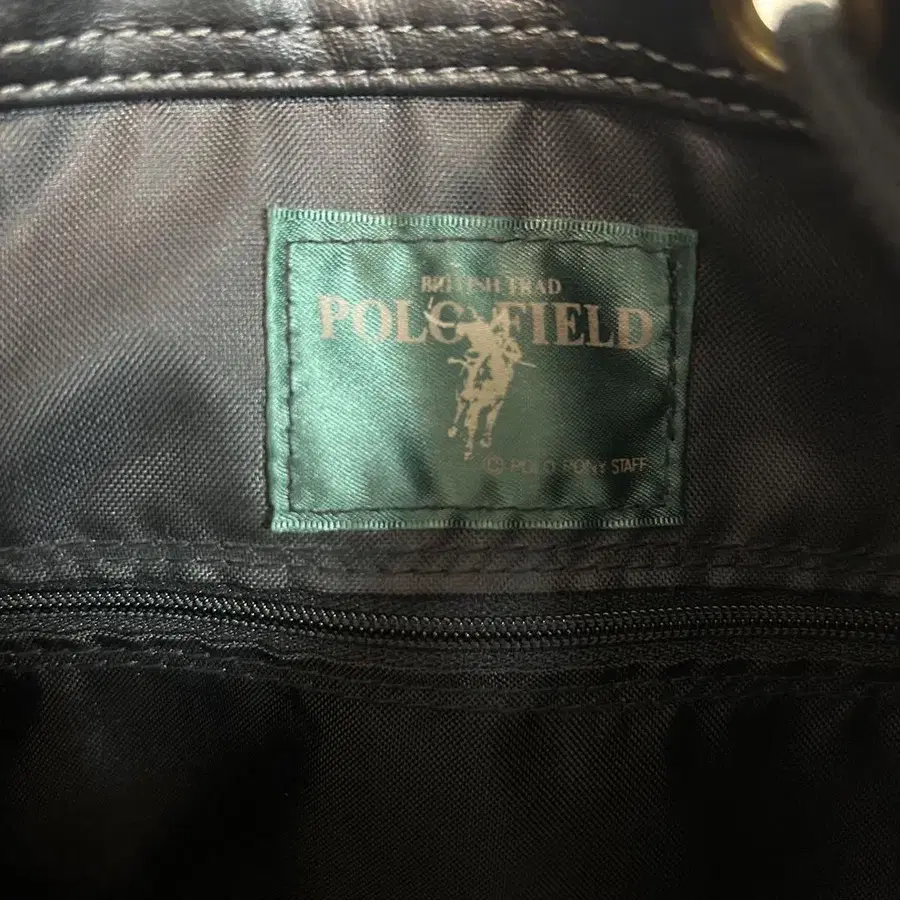 BRITISH TRAD
POLO FIELD
© POLO PONY STAFF